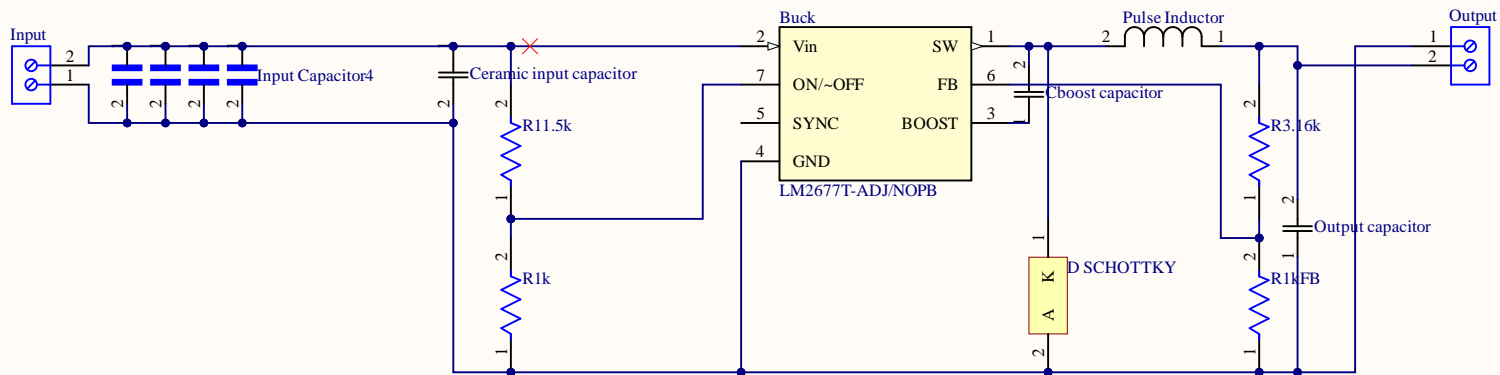 Input
2
1
2
2
2
2
Input Capacitor4
2
Ceramic input capacitor
2
R11.5k
1
2
R1k
1
Buck
2
Vin
7
ON/~OFF
5
SYNC
4
GND
SW
1
FB
6
BOOST
3
LM2677T-ADJ/NOPB
2
Cboost capacitor
1
Pulse Inductor
2
1
1
K
A
D SCHOTTKY
2
2
R3.16k
1
2
R1kFB
1
2
Output capacitor
1
Output
1
2